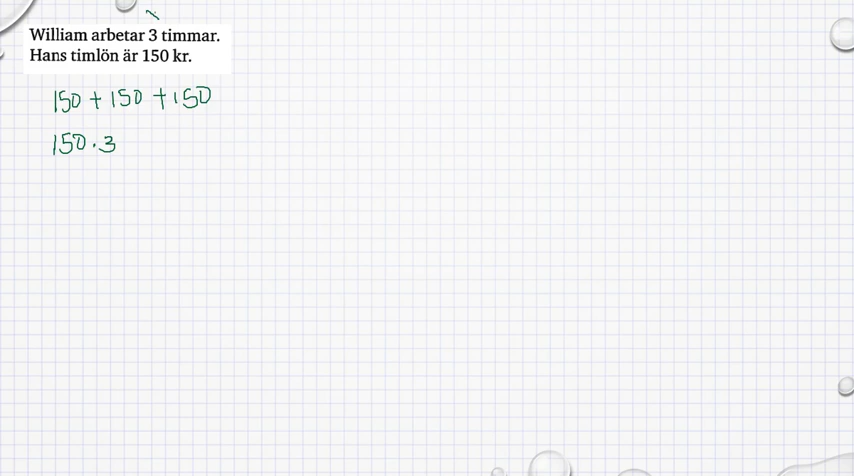 William arbetar 3 timmar.
Hans timlön är 150 kr.
150 + 150 + 150
150 · 3